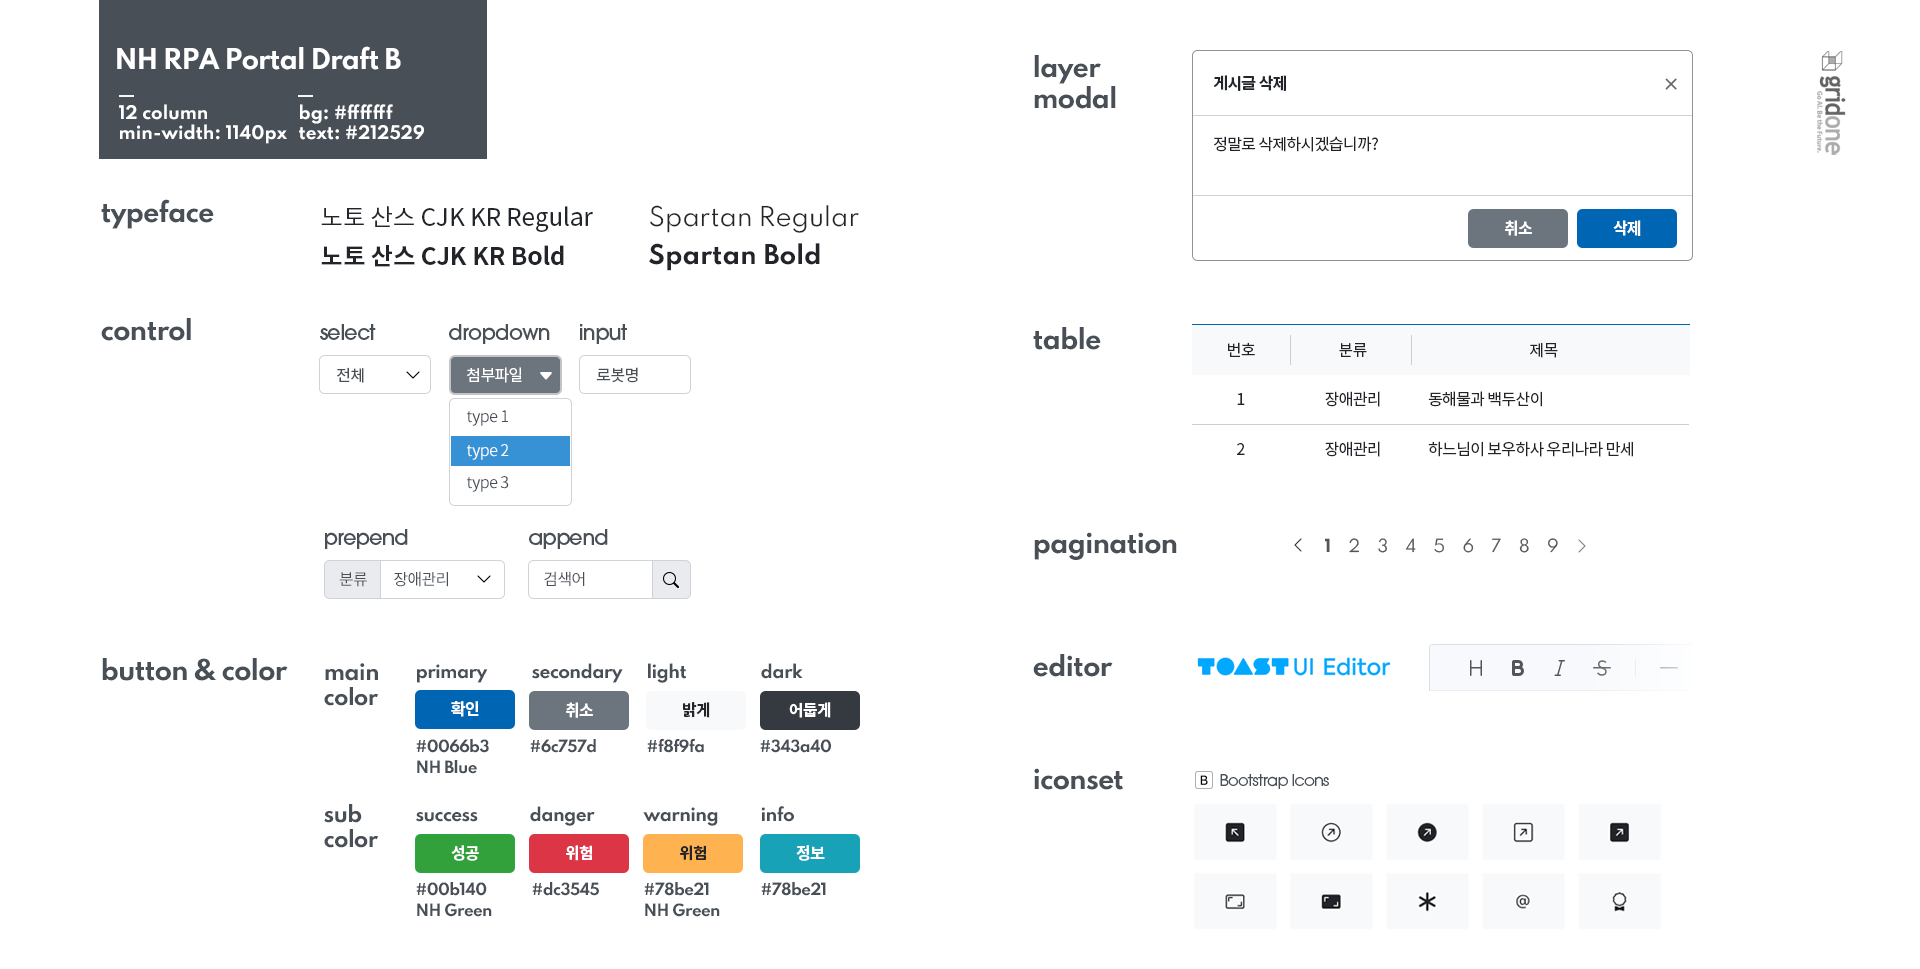 NH RPA Portal Draft B
12 column
min-width: 1140px
bg: #fffffff
text: #212529
typeface
노토 산스 CJK KR Regular
노토 산스 CJK KR Bold
Spartan Regular
Spartan Bold
control
select
dropdown
input
전체
첨부파일
로봇명
type 1
type 2
type 3
prepend
append
분류
장애관리
검색어
button & color
main
color
primary
secondary
light
dark
확인
취소
밝게
어둡게
#0066b3
NH Blue
#6c757d
#f8f9fa
#343a40
sub
color
success
danger
warning
info
성공
위험
위험
정보
#00b140
NH Green
#dc3545
#78be21
NH Green
#78be21
layer
modal
게시글 삭제
정말로 삭제하시겠습니까?
취소
삭제
table
번호 분류 제목
1 장애관리 동해물과 백두산이
2 장애관리 하느님이 보우하사 우리나라 만세
pagination
1 2 3 4 5 6 7 8 9
editor
TOAST UI Editor
H B I S
iconset
B Bootstrap Icons
@
gridone
Go AI, Be the Future.